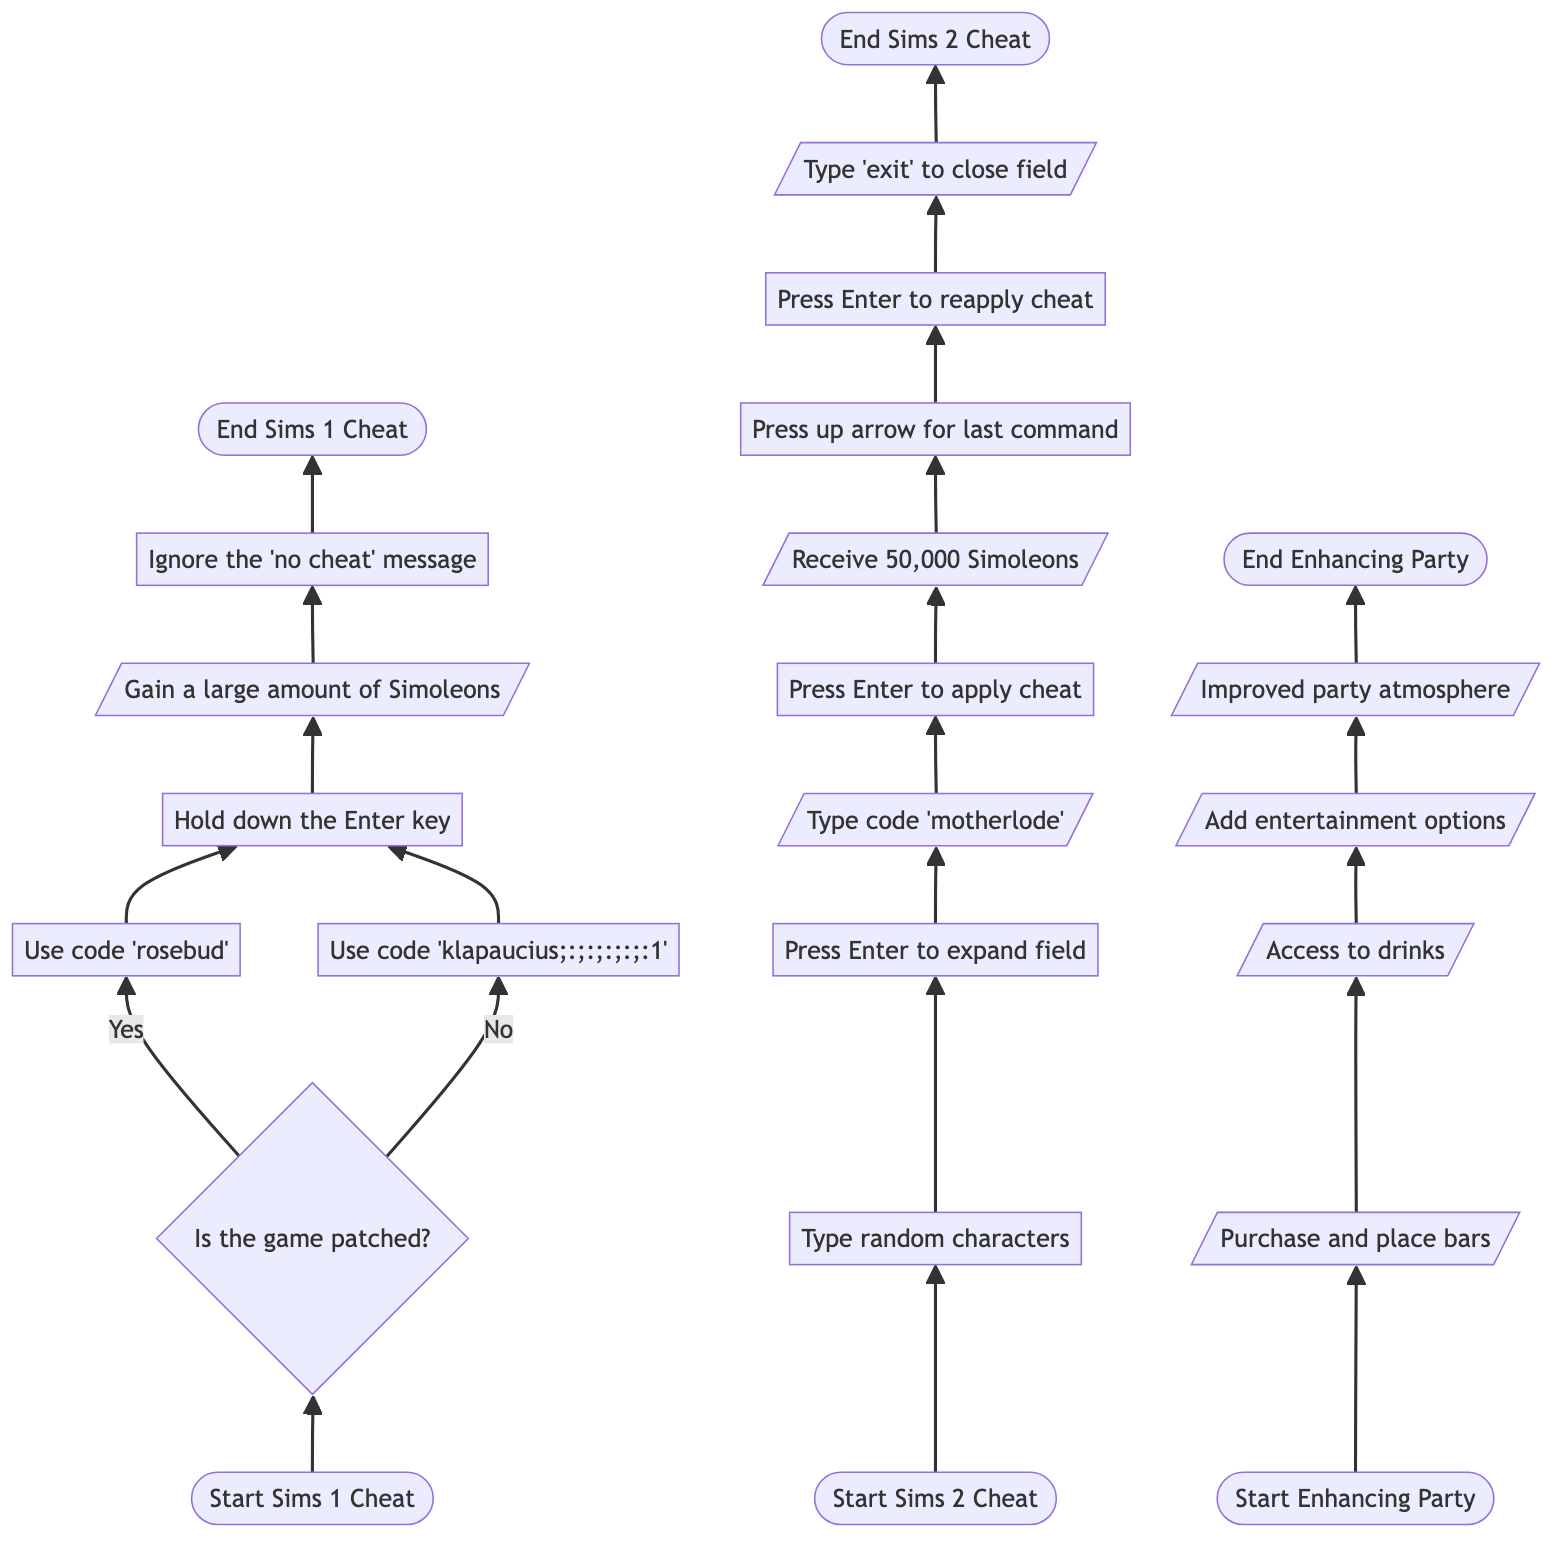 End Sims 2 Cheat
Type 'exit' to close field
Press Enter to reapply cheat
End Sims 1 Cheat
Press up arrow for last command
Ignore the 'no cheat' message
Receive 50,000 Simoleons
End Enhancing Party
Gain a large amount of Simoleons
Press Enter to apply cheat
Improved party atmosphere
Hold down the Enter key
Type code 'motherlode'
Add entertainment options
Use code 'rosebud'
Use code 'klapaucius;:;:;:;:;:1'
Press Enter to expand field
Access to drinks
Yes
No
Is the game patched?
Type random characters
Purchase and place bars
Start Sims 1 Cheat
Start Sims 2 Cheat
Start Enhancing Party